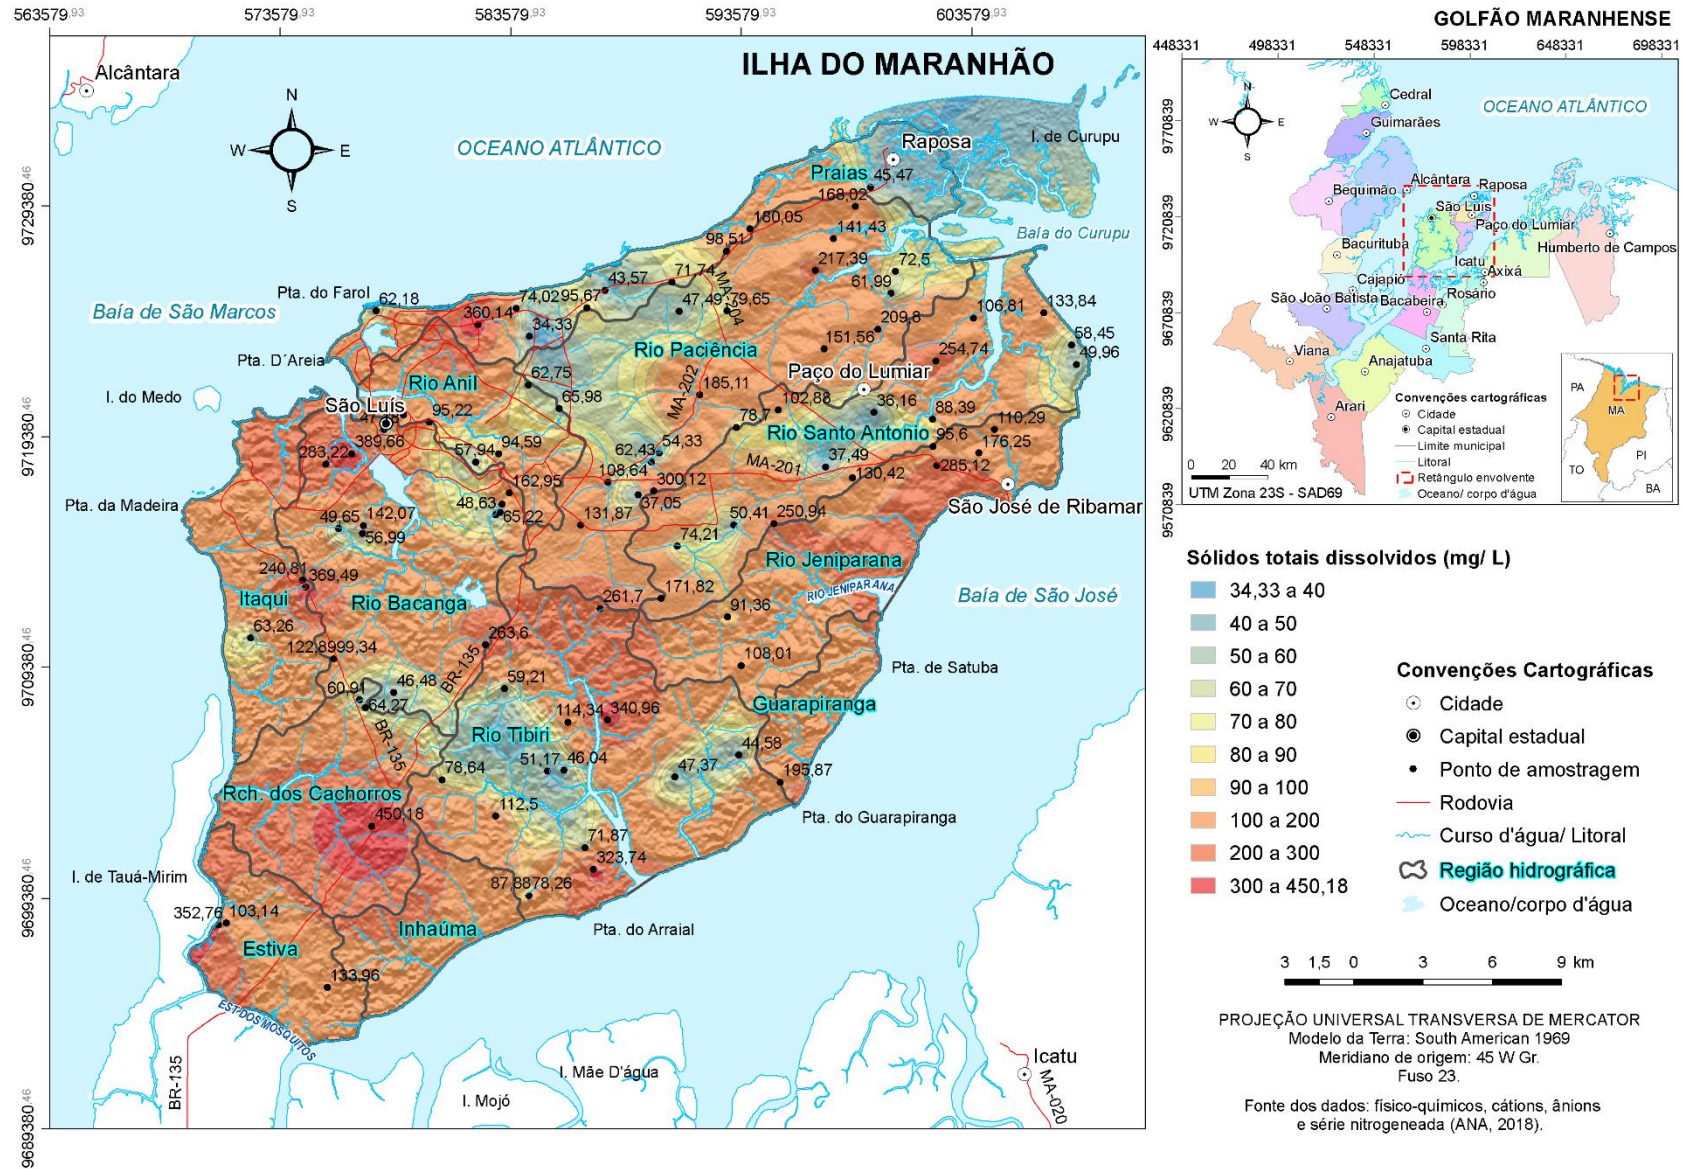 563579,93
573579,93
583579,93
593579,93
603579,93
9729380,46
9719380,46
9709380,46
9699380,46
9689380,46
ILHA DO MARANHÃO
Alcântara
N
W
E
S
OCEANO ATLÂNTICO
Raposa
I. de Curupu
Praias
45,47
168,02
180,05
141,43
98,51
Baía do Curupu
217,39
72,5
71,74
61,99
43,57
MA-204
Pta. do Farol
62,18
74,02
95,67
47,49
79,65
106,81
133,84
Baía de São Marcos
360,14
34,33
209,8
58,45
151,56
Rio Paciência
49,96
Pta. D´Areia
254,74
Paço do Lumiar
62,75
Rio Anil
185,11
I. do Medo
MA-202
102,88
São Luís
65,98
36,16
95,22
88,39
110,29
78,7
389,66
Rio Santo Antonio
95,6
176,25
283,22
57,94
94,59
62,43
54,33
MA-201
37,49
108,64
130,42
285,12
300,12
162,95
São José de Ribamar
Pta. da Madeira
48,63
37,05
65,22
49,65
142,07
131,87
50,41
250,94
56,99
74,21
Rio Jeniparana
240,81
369,49
171,82
RIO JENIPARANA
Itaqui
Rio Bacanga
261,7
Baía de São José
91,36
63,26
263,6
122,89
99,34
108,01
Pta. de Satuba
BR-135
60,91
46,48
59,21
64,27
Guarapiranga
114,34
340,96
BR-135
Rio Tibiri
44,58
51,17
46,04
47,37
78,64
195,87
Rch. dos Cachorros
112,5
Pta. do Guarapiranga
450,18
71,87
323,74
I. de Tauá-Mirim
87,88
78,26
352,76
103,14
Inhaúma
Pta. do Arraial
Estiva
133,96
EST. DOS MOSQUITOS
BR-135
I. Mãe D'água
I. Mojó
Icatu
MA-020
GOLFÃO MARANHENSE
448331
498331
548331
598331
648331
698331
9770839
9720839
9670839
9620839
9570839
N
W
E
S
Cedral
OCEANO ATLÂNTICO
Guimarães
Alcântara
Raposa
Bequimão
São Luís
Paço do Lumiar
Bacurituba
Humberto de Campos
Icatu
Axixá
Cajapió
Rosário
São João Batista
Bacabeira
Santa Rita
Viana
Anajatuba
Arari
Convenções cartográficas
Cidade
Capital estadual
Limite municipal
Litoral
Retângulo envolvente
Oceano/ corpo d'água
0 20 40 km
UTM Zona 23S - SAD69
PA
MA
TO
PI
BA
Sólidos totais dissolvidos (mg/ L)
34,33 a 40
40 a 50
50 a 60
60 a 70
70 a 80
80 a 90
90 a 100
100 a 200
200 a 300
300 a 450,18
Convenções Cartográficas
Cidade
Capital estadual
Ponto de amostragem
Rodovia
Curso d'água/ Litoral
Região hidrográfica
Oceano/corpo d'água
3 1,5 0 3 6 9 km
PROJEÇÃO UNIVERSAL TRANSVERSA DE MERCATOR
Modelo da Terra: South American 1969
Meridiano de origem: 45 W Gr.
Fuso 23.
Fonte dos dados: físico-químicos, cátions, ânions
e série nitrogeneada (ANA, 2018).